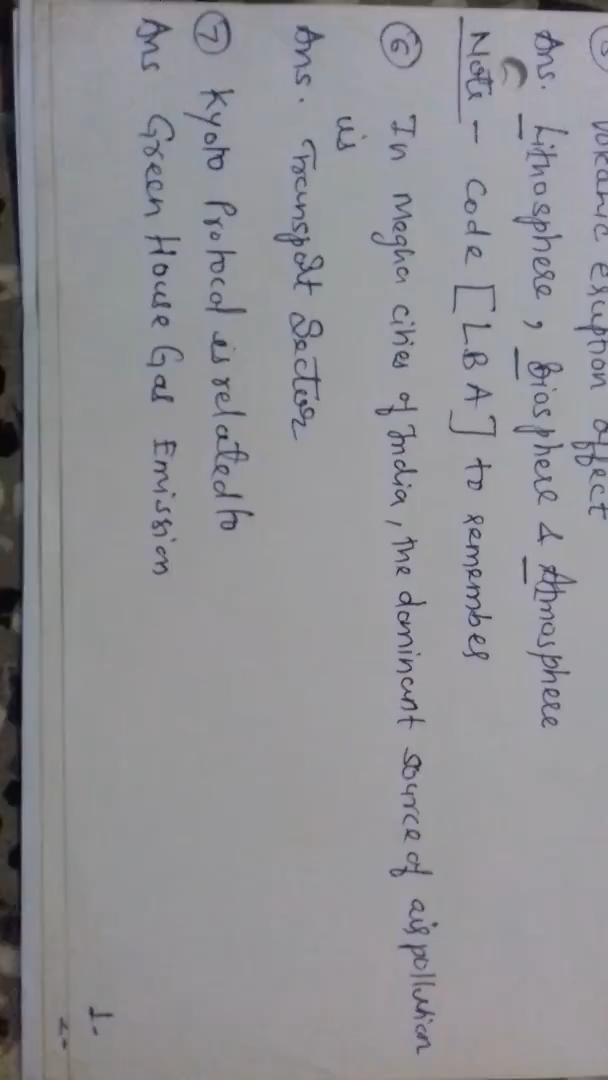 ⑤ Volcanic eruption affect
Ans. Lithosphere, Biosphere & Atmosphere
Note - Code [LBA] to remember
⑥ In Megha cities of India, the dominant source of air pollution
is
Ans. Transport Sector
⑦ Kyoto Protocol is related to
Ans Green House Gas Emission